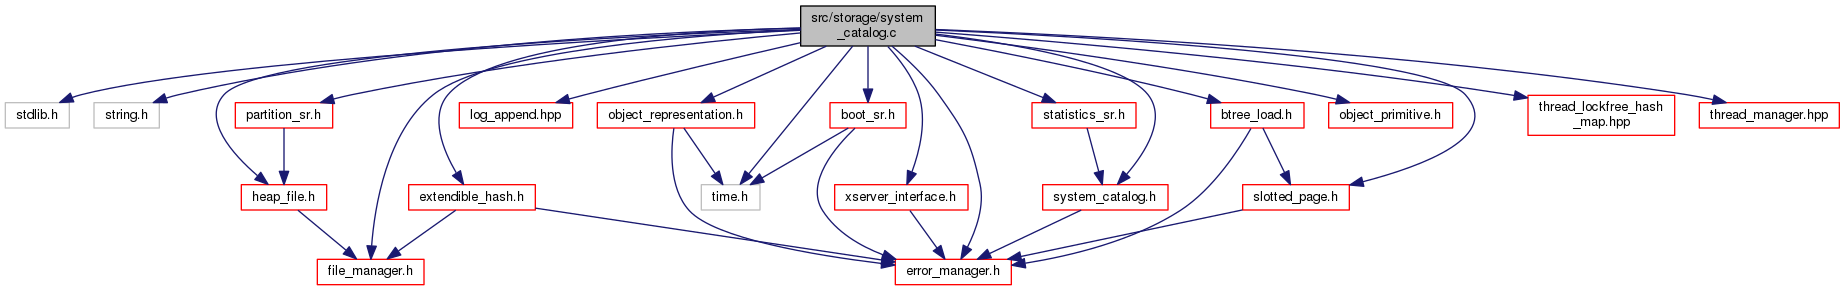 src/storage/system
_catalog.c
stdlib.h
string.h
partition_sr.h
log_append.hpp
object_representation.h
boot_sr.h
statistics_sr.h
btree_load.h
object_primitive.h
thread_lockfree_hash
_map.hpp
thread_manager.hpp
heap_file.h
extendible_hash.h
time.h
xserver_interface.h
system_catalog.h
slotted_page.h
file_manager.h
error_manager.h